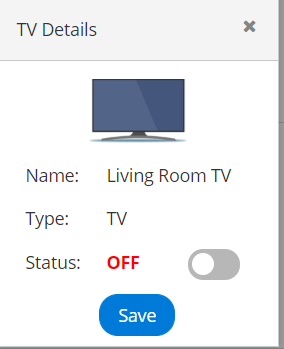 TV Details
Name: Living Room TV
Type: TV
Status: OFF
Save